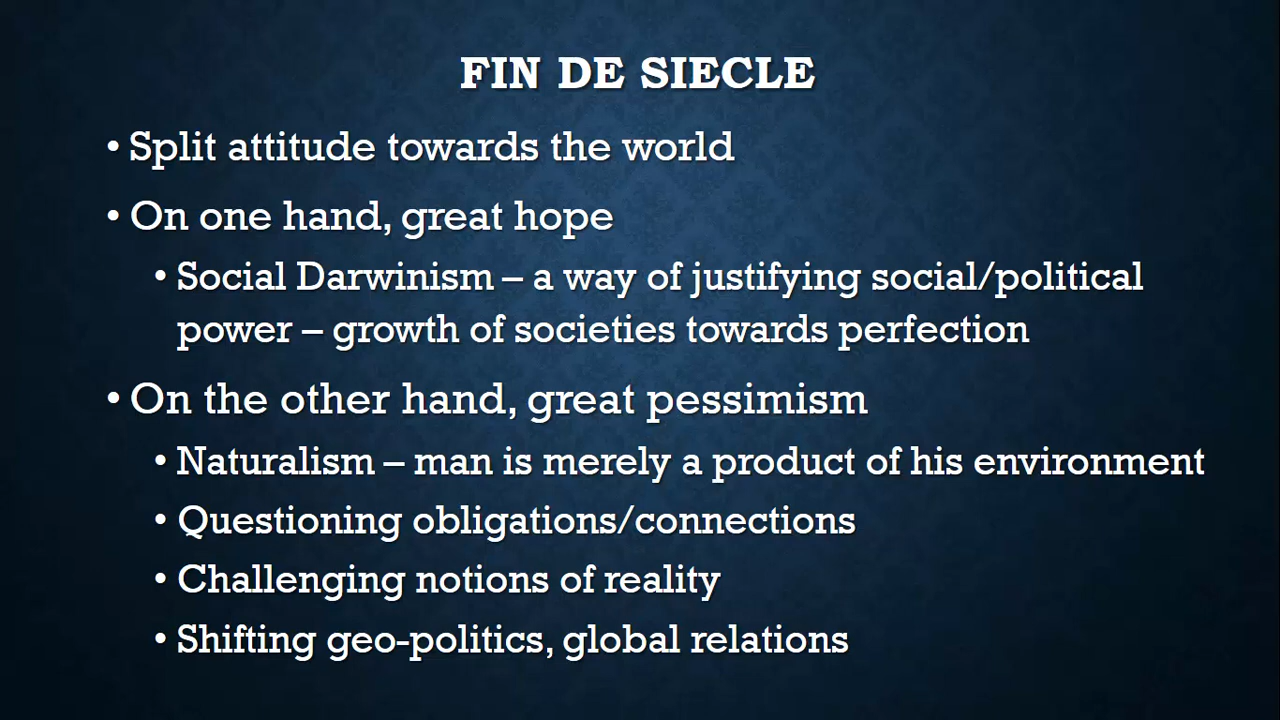 FIN DE SIECLE
• Split attitude towards the world
• On one hand, great hope
• Social Darwinism – a way of justifying social/political
power – growth of societies towards perfection
• On the other hand, great pessimism
• Naturalism – man is merely a product of his environment
• Questioning obligations/connections
• Challenging notions of reality
• Shifting geo-politics, global relations